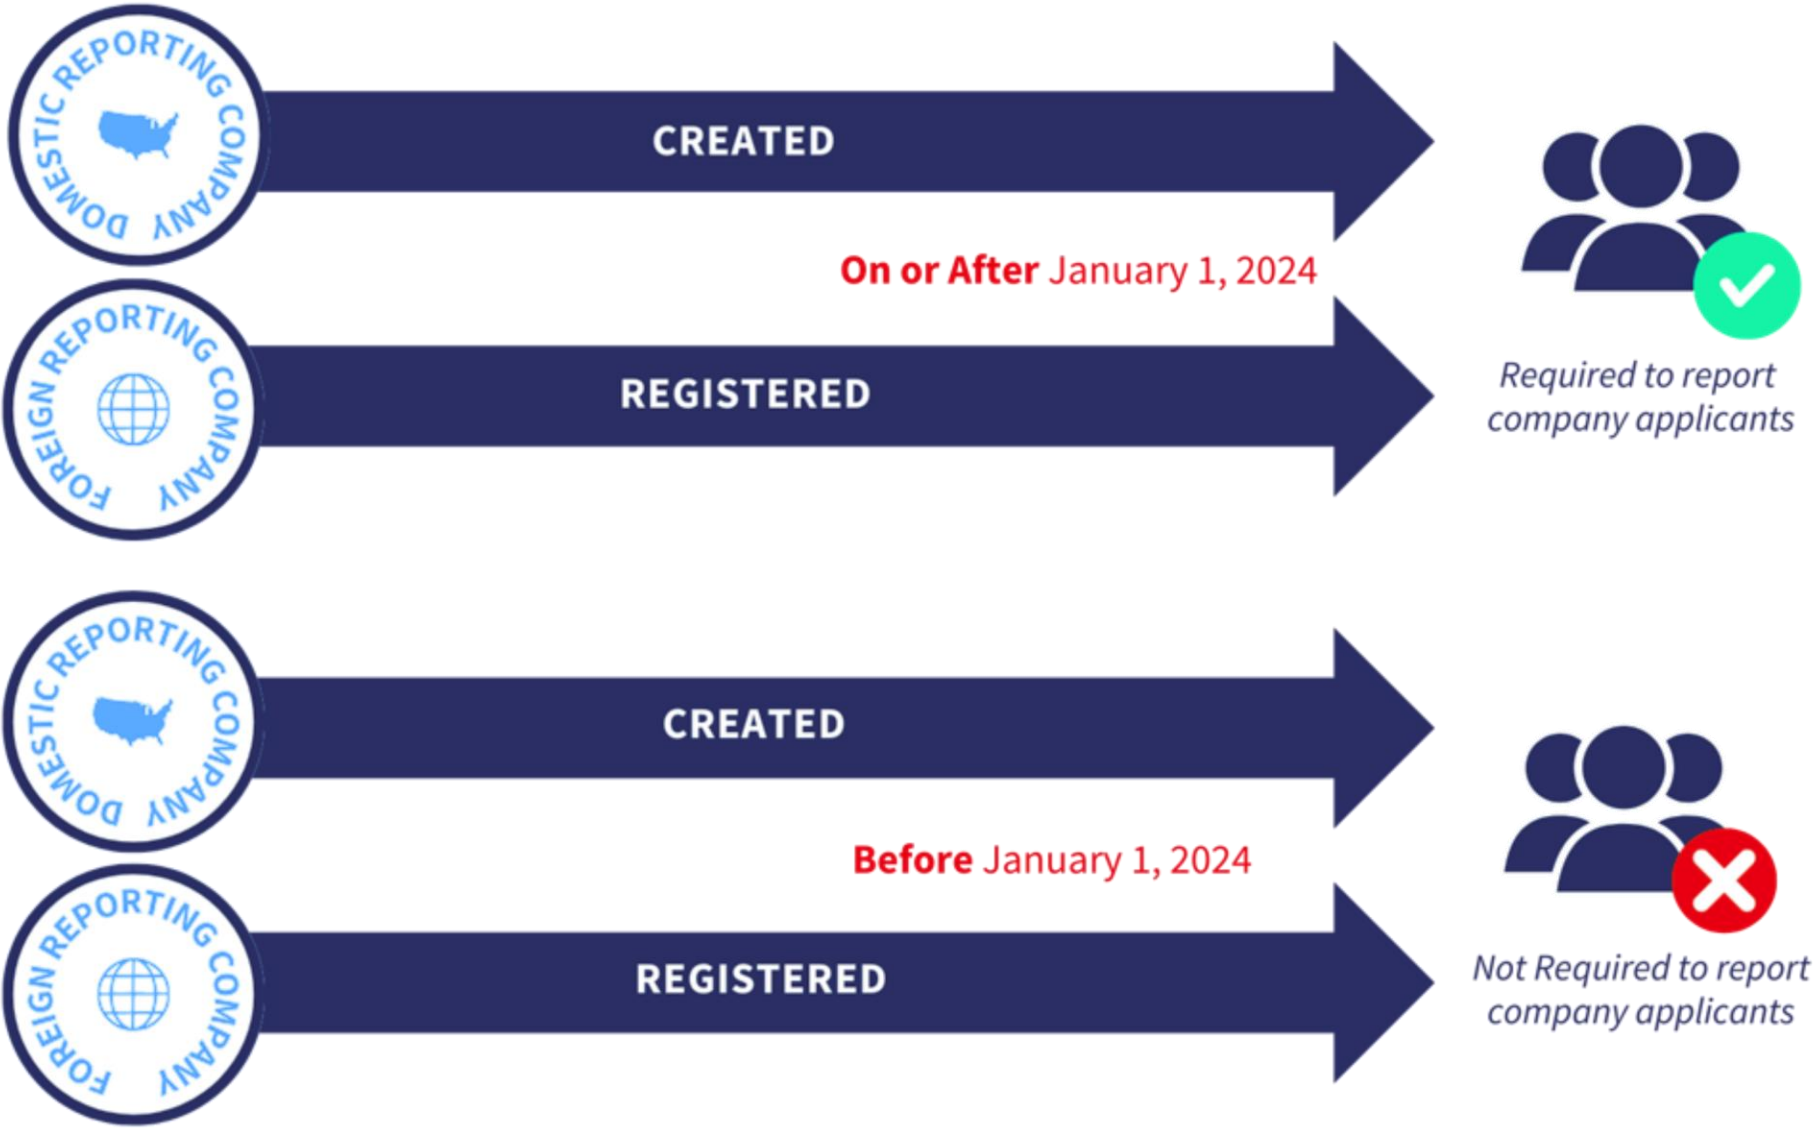 DOMESTIC REPORTING COMPANY
CREATED
On or After January 1, 2024
FOREIGN REPORTING COMPANY
REGISTERED
Required to report
company applicants
DOMESTIC REPORTING COMPANY
CREATED
Before January 1, 2024
FOREIGN REPORTING COMPANY
REGISTERED
Not Required to report
company applicants